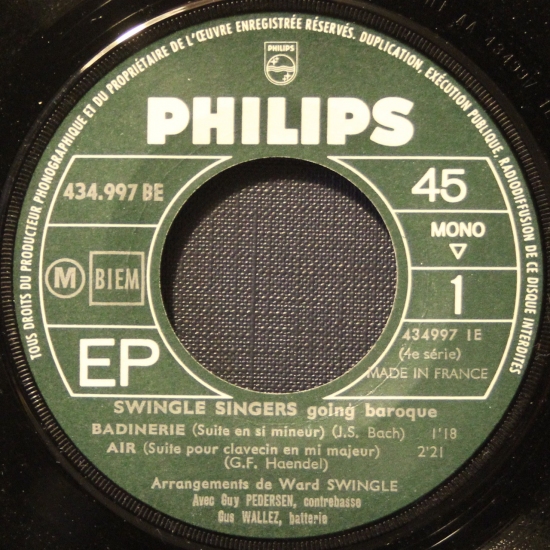 TOUS DROITS DU PRODUCTEUR PHONOGRAPHIQUE ET DU PROPRIÉTAIRE DE L'ŒUVRE ENREGISTRÉE RÉSERVÉS. DUPLICATION, EXÉCUTION PUBLIQUE, RADIODIFFUSION DE CE DISQUE INTERDITES
PHILIPS
PHILIPS
434.997 BE
45
MONO
M BIEM
1
EP
434997 1E
(4e série)
MADE IN FRANCE
SWINGLE SINGERS going baroque
BADINERIE (Suite en si mineur) (J.S. Bach) 1'18
AIR (Suite pour clavecin en mi majeur) 2'21
(G.F. Haendel)
Arrangements de Ward SWINGLE
Avec Guy PEDERSEN, contrebasse
Gus WALLEZ, batterie